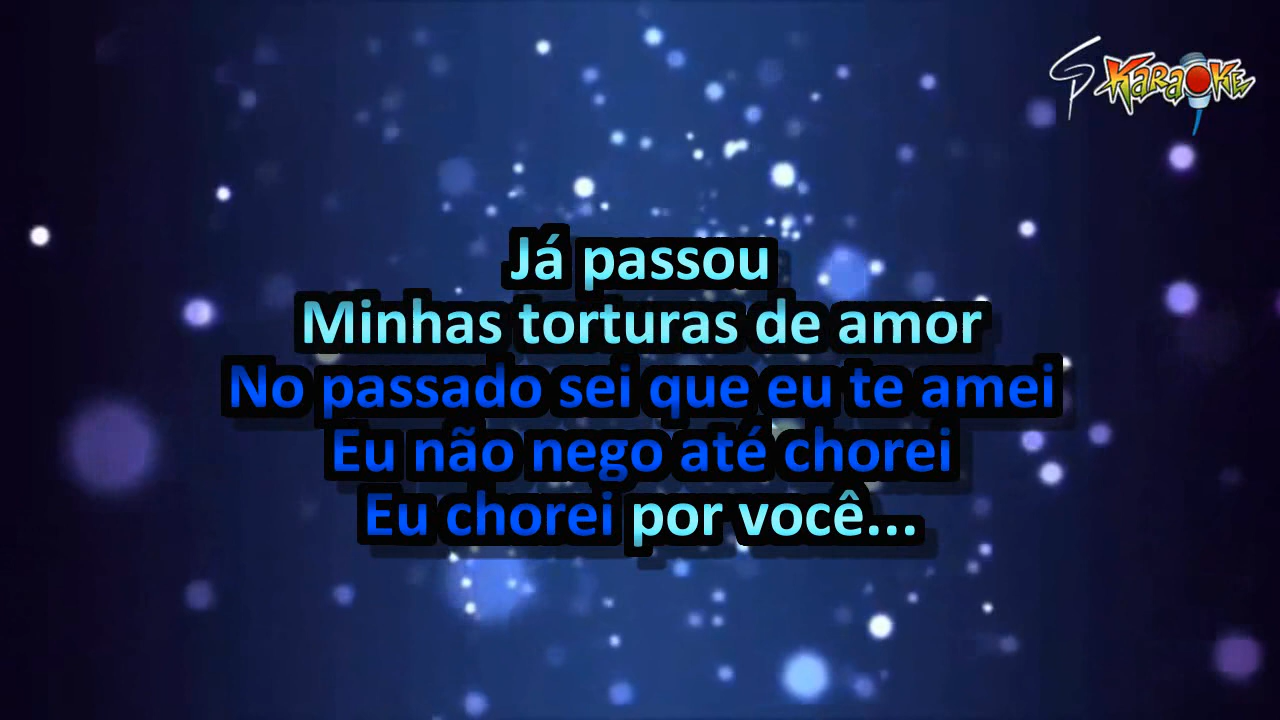 SP KARAOKE
Já passou
Minhas torturas de amor
No passado sei que eu te amei
Eu não nego até chorei
Eu chorei por você...